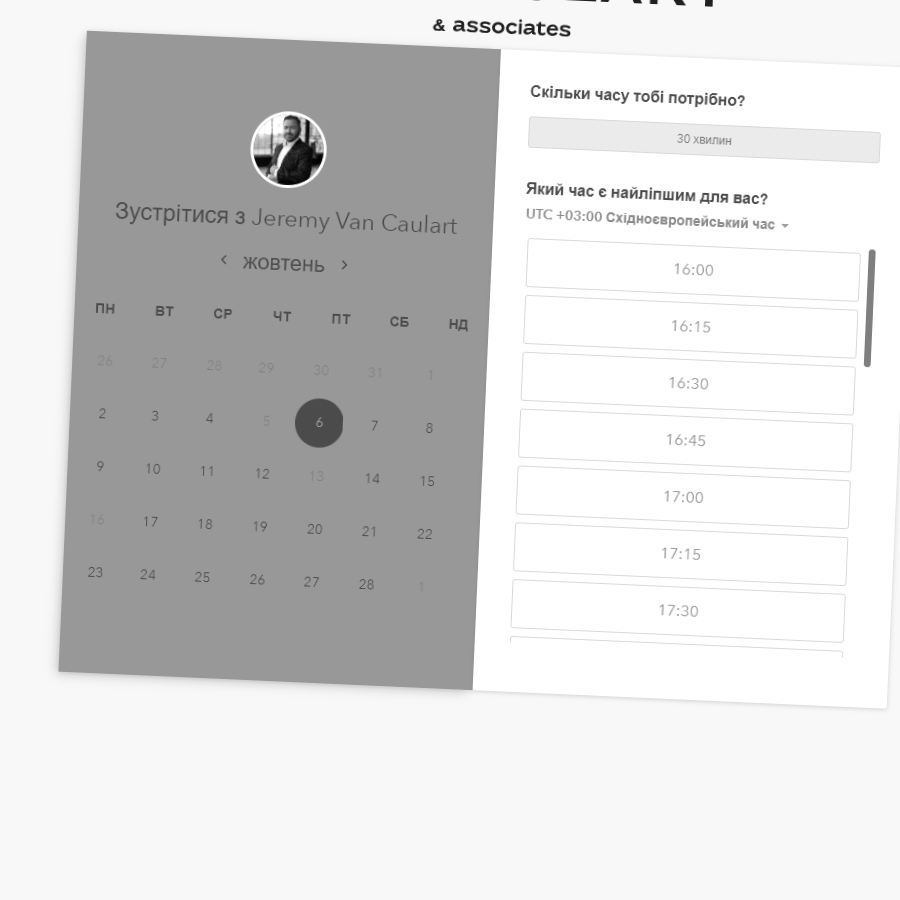 & associates
Зустрітися з Jeremy Van Caulart
жовтень
ПН ВТ СР ЧТ ПТ СБ НД
26 27 28 29 30 31 1
2 3 4 5 6 7 8
9 10 11 12 13 14 15
16 17 18 19 20 21 22
23 24 25 26 27 28 1
Скільки часу тобі потрібно?
30 хвилин
Який час є найліпшим для вас?
UTC +03:00 Східноєвропейський час
16:00
16:15
16:30
16:45
17:00
17:15
17:30